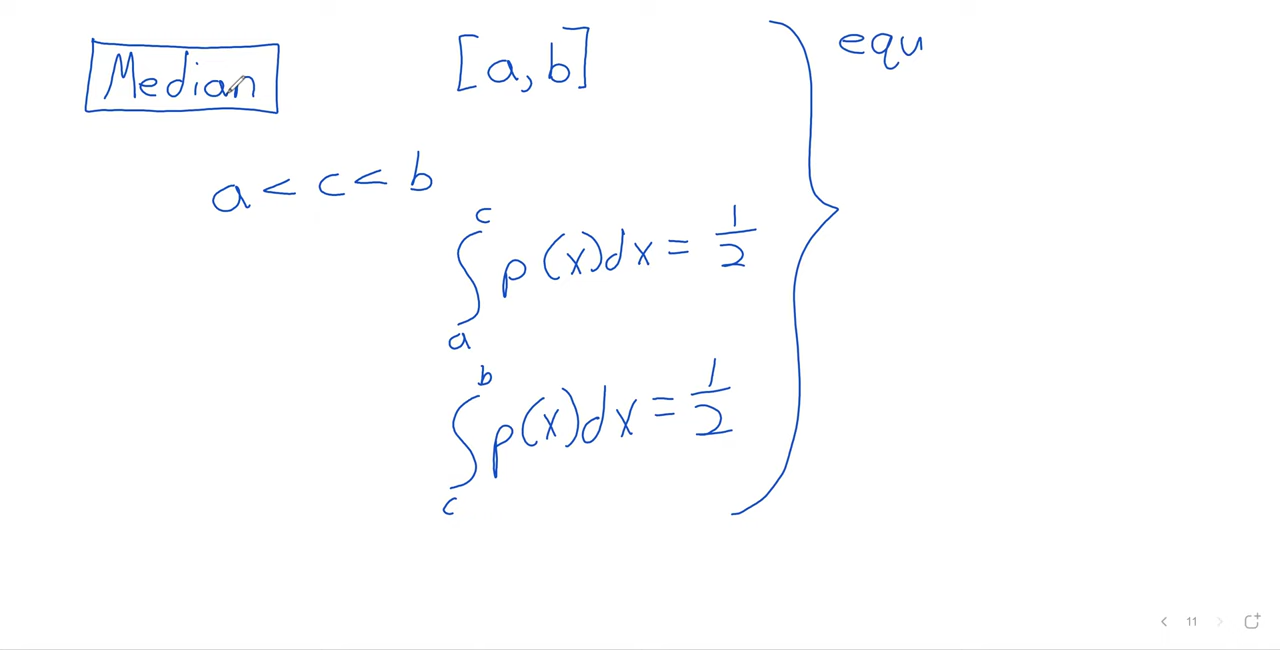 Median [a, b] equ
a < c < b
∫_a^c p(x)dx = 1/2
∫_c^b p(x)dx = 1/2
11